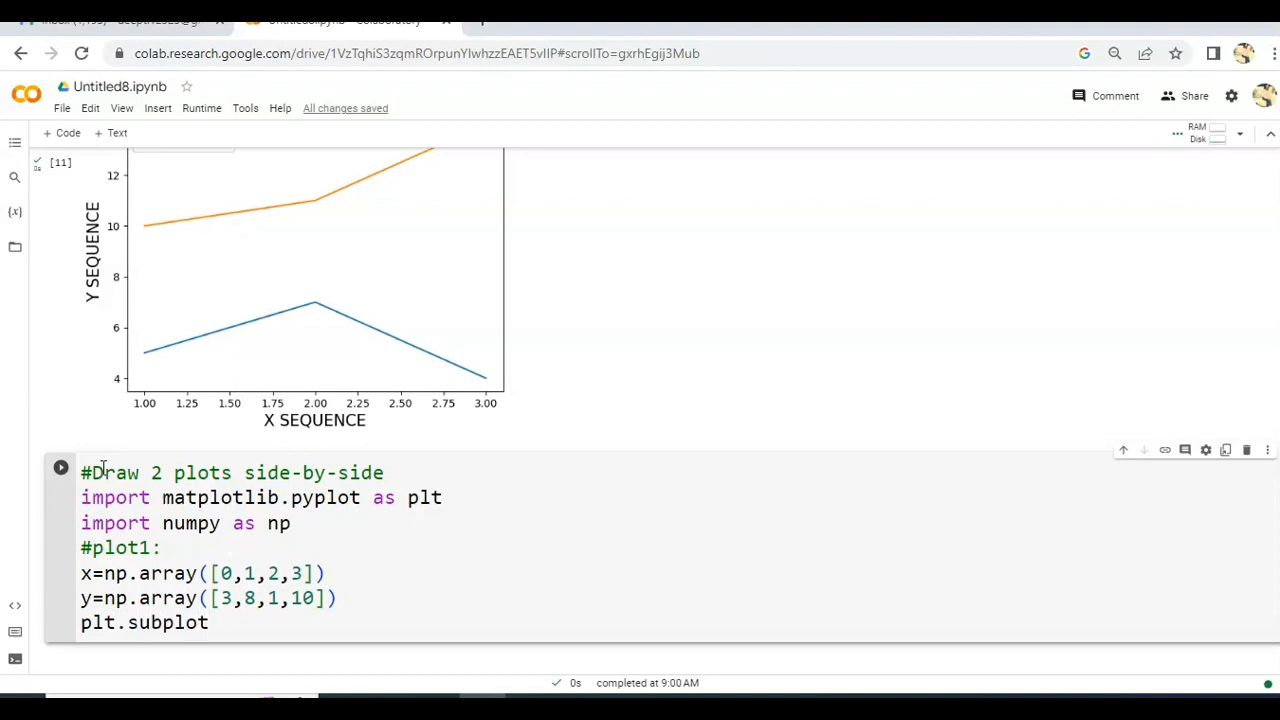 colab.research.google.com/drive/1VzTqhiS3zqmROrpunYlwhzzEAET5vlIP#scrollTo=gxrhEgij3Mub
Untitled8.ipynb
File Edit View Insert Runtime Tools Help All changes saved
Comment
Share
+ Code + Text
RAM
Disk
0s
[11]
12
10
8
6
4
Y SEQUENCE
1.00 1.25 1.50 1.75 2.00 2.25 2.50 2.75 3.00
X SEQUENCE
#Draw 2 plots side-by-side
import matplotlib.pyplot as plt
import numpy as np
#plot1:
x=np.array([0,1,2,3])
y=np.array([3,8,1,10])
plt.subplot
0s completed at 9:00 AM